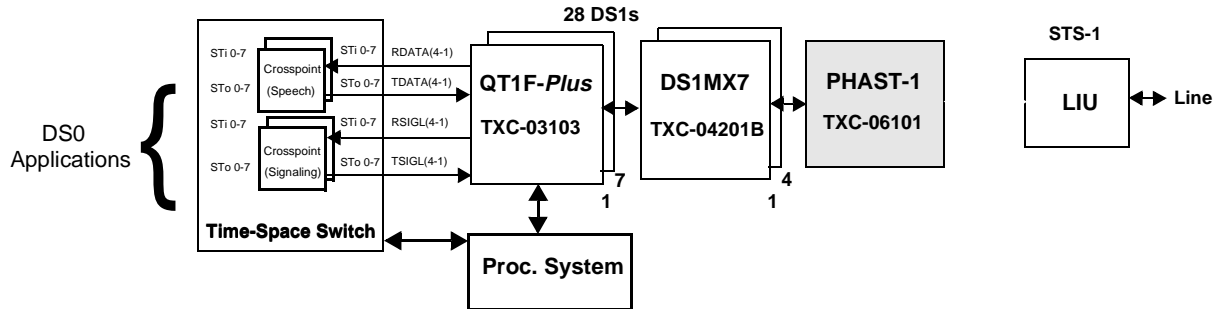 28 DS1s
STS-1
STi 0-7
STi 0-7
RDATA(4-1)
Crosspoint
(Speech)
STo 0-7
STo 0-7
TDATA(4-1)
QT1F-Plus
TXC-03103
DS1MX7
TXC-04201B
PHAST-1
TXC-06101
LIU
Line
DS0
Applications
{
STi 0-7
STi 0-7
RSIGL(4-1)
Crosspoint
(Signaling)
STo 0-7
STo 0-7
TSIGL(4-1)
7
1
4
1
Time-Space Switch
Proc. System